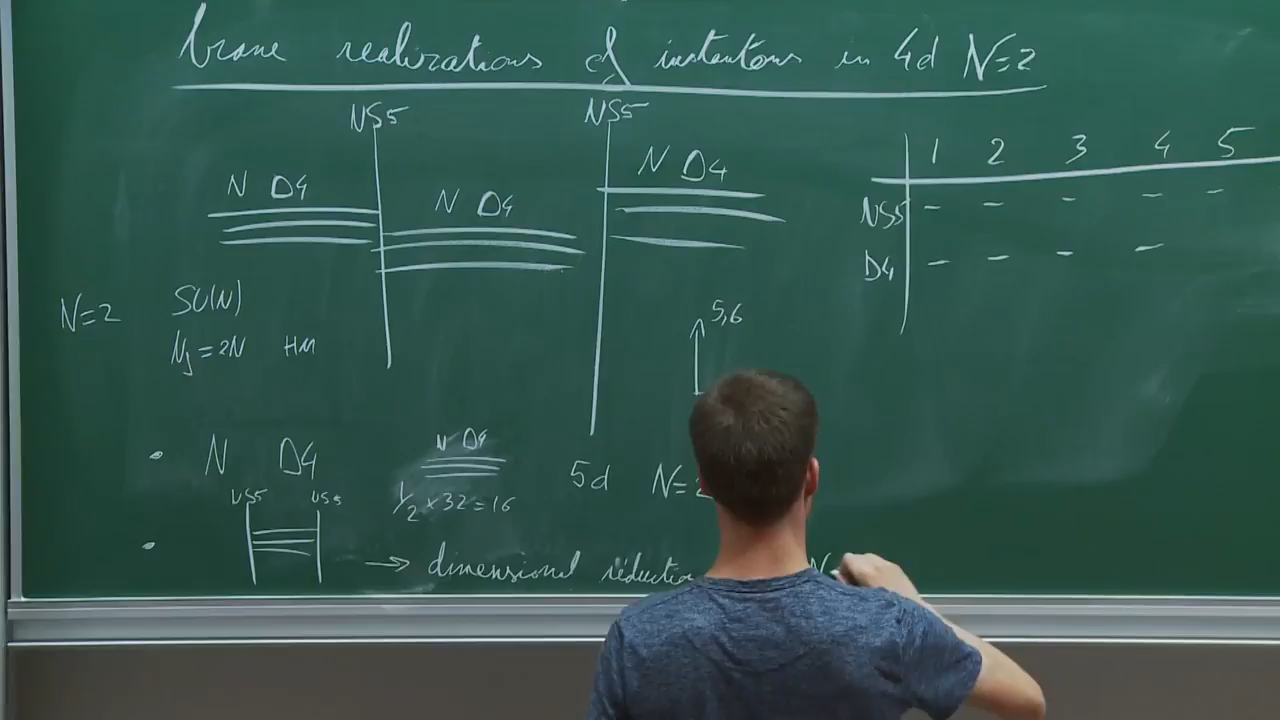 brane realizations of instantons in 4d N=2
NS5 NS5
N D4 N D4 N D4
1 2 3 4 5
NS5 - - - - -
D4 - - - -
N=2 SU(N)
Nf=2N HM
5,6
• N D4 N D4 5d N=2
NS5 NS5 1/2 x 32 = 16
• → dimensional réduction N